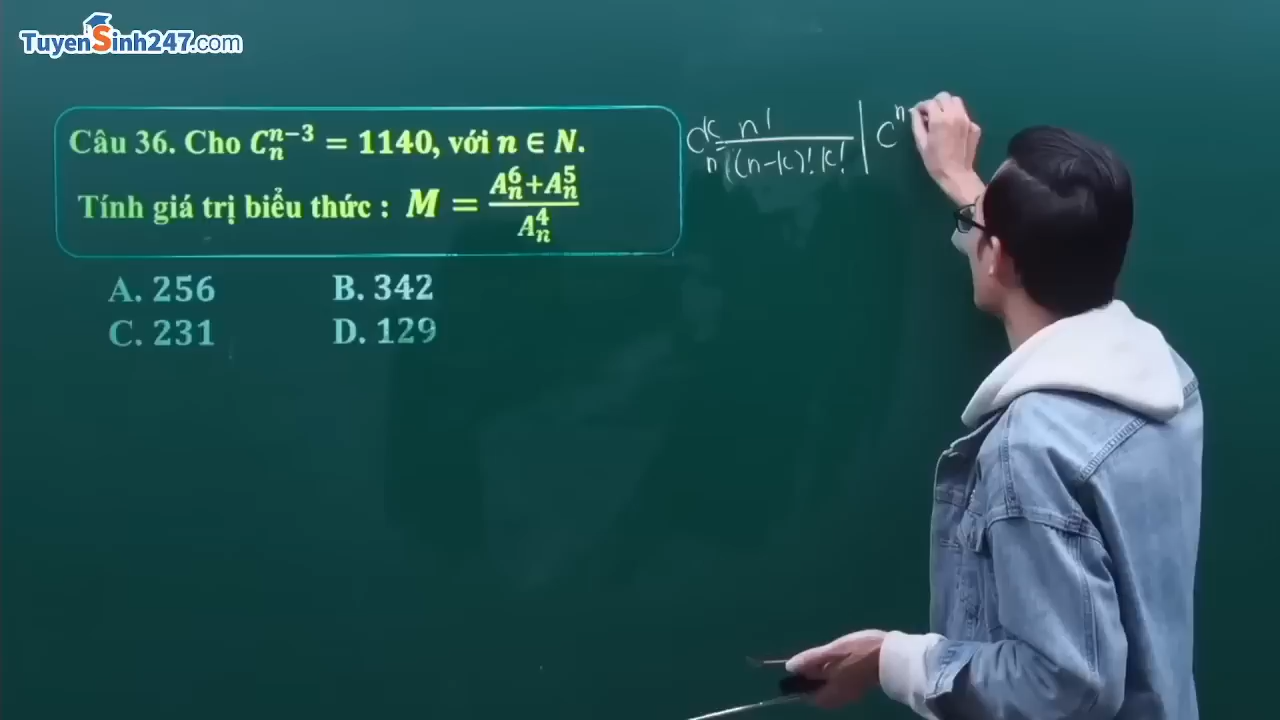 TuyenSinh247.com
Câu 36. Cho $C_n^{n-3} = 1140$, với $n \in N$.
Tính giá trị biểu thức : $M = \frac{A_n^6 + A_n^5}{A_n^4}$
A. 256
B. 342
C. 231
D. 129
$C_n^k = \frac{n!}{(n-k)!k!}$ | $C^n$